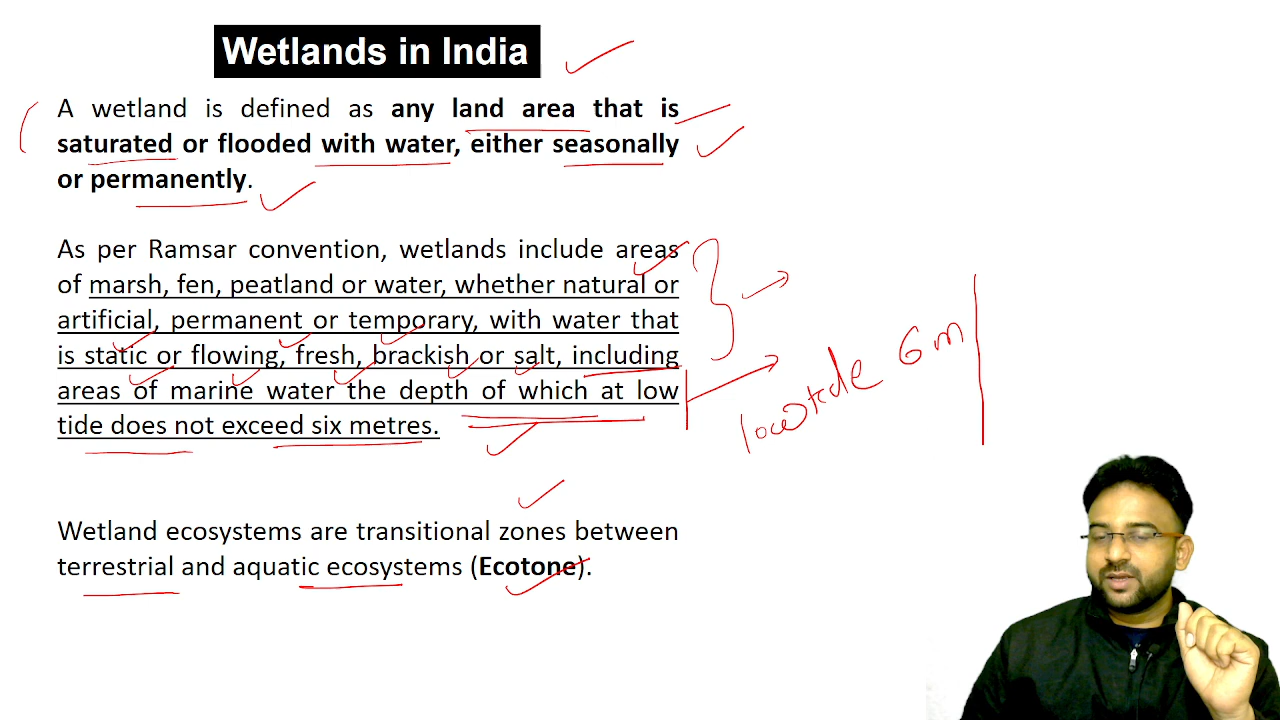 Wetlands in India
A wetland is defined as any land area that is
saturated or flooded with water, either seasonally
or permanently.
As per Ramsar convention, wetlands include areas
of marsh, fen, peatland or water, whether natural or
artificial, permanent or temporary, with water that
is static or flowing, fresh, brackish or salt, including
areas of marine water the depth of which at low
tide does not exceed six metres.
lowtide 6m
Wetland ecosystems are transitional zones between
terrestrial and aquatic ecosystems (Ecotone).